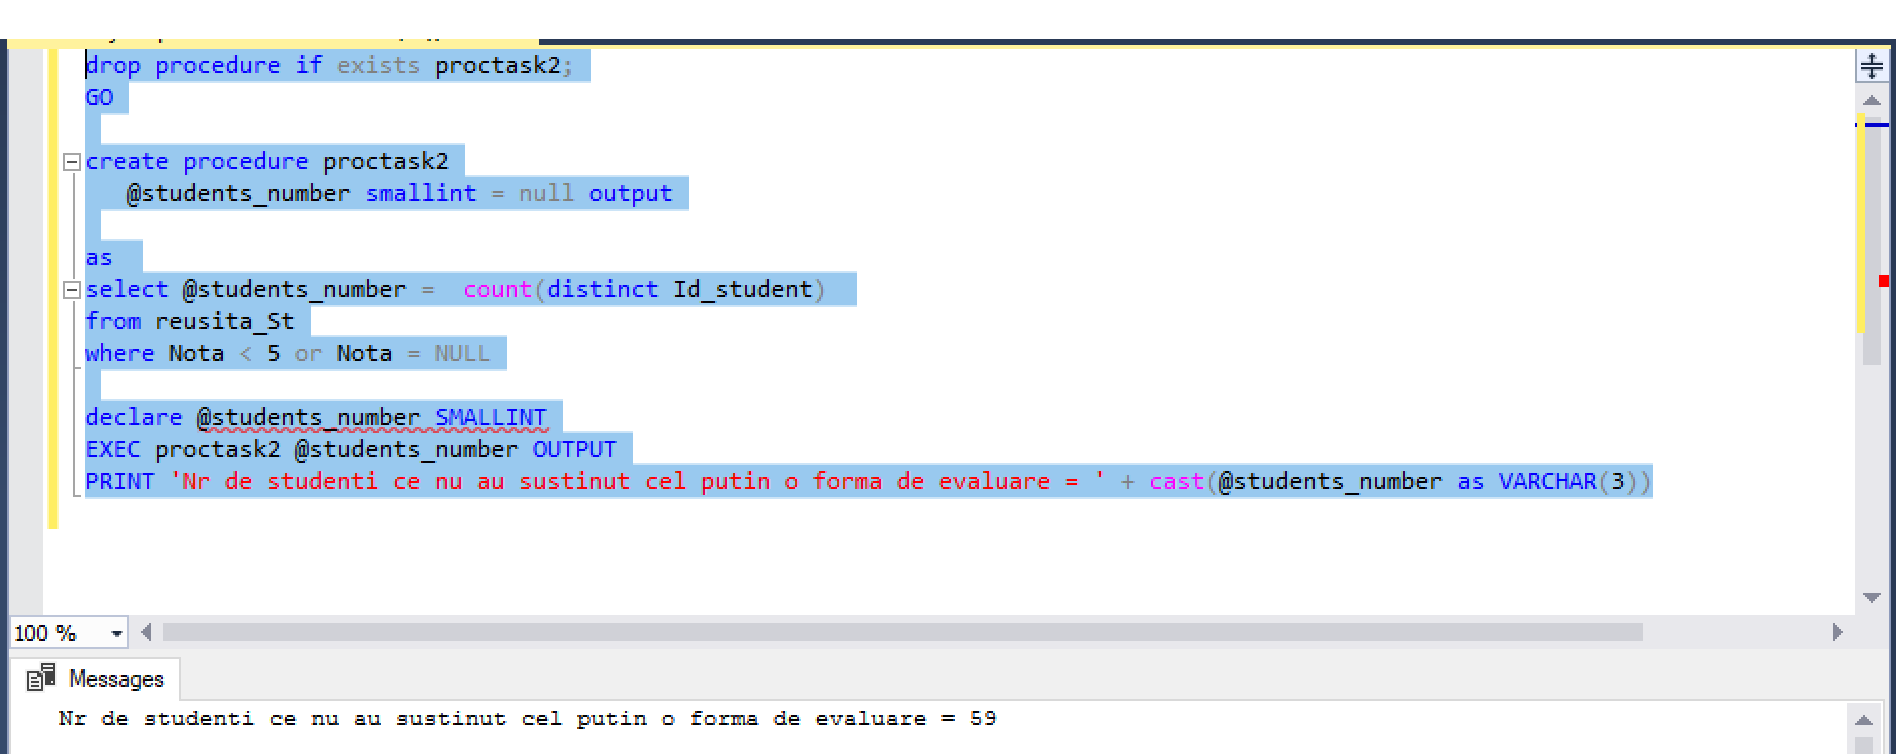 drop procedure if exists proctask2;
GO
create procedure proctask2
@students_number smallint = null output
as
select @students_number =  count(distinct Id_student)
from reusita_St
where Nota < 5 or Nota = NULL
declare @students_number SMALLINT
EXEC proctask2 @students_number OUTPUT
PRINT 'Nr de studenti ce nu au sustinut cel putin o forma de evaluare = ' + cast(@students_number as VARCHAR(3))
100 %
Messages
Nr de studenti ce nu au sustinut cel putin o forma de evaluare = 59